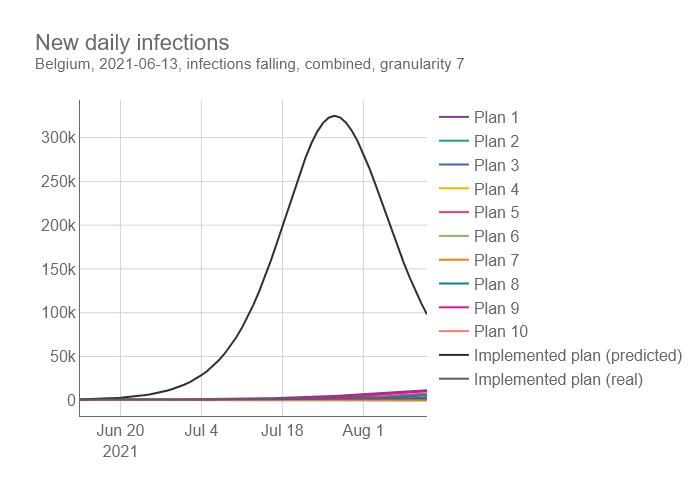 New daily infections
Belgium, 2021-06-13, infections falling, combined, granularity 7
300k
250k
200k
150k
100k
50k
0
Jun 20
2021
Jul 4
Jul 18
Aug 1
Plan 1
Plan 2
Plan 3
Plan 4
Plan 5
Plan 6
Plan 7
Plan 8
Plan 9
Plan 10
Implemented plan (predicted)
Implemented plan (real)